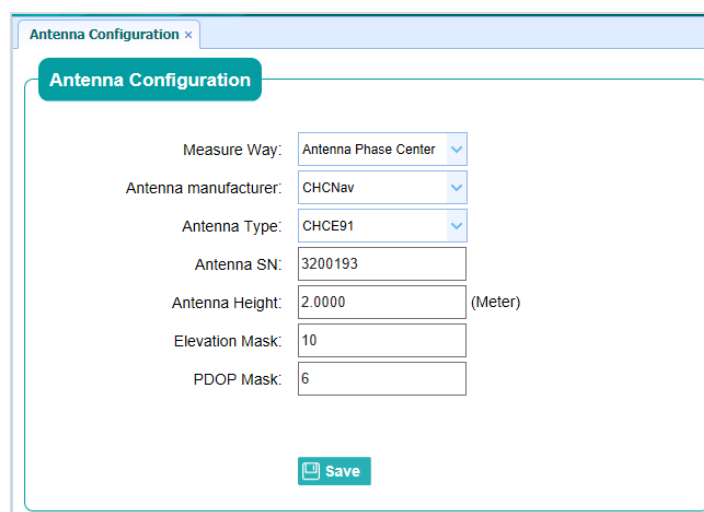 Antenna Configuration ×
Antenna Configuration
Measure Way: Antenna Phase Center
Antenna manufacturer: CHCNav
Antenna Type: CHCE91
Antenna SN: 3200193
Antenna Height: 2.0000 (Meter)
Elevation Mask: 10
PDOP Mask: 6
Save